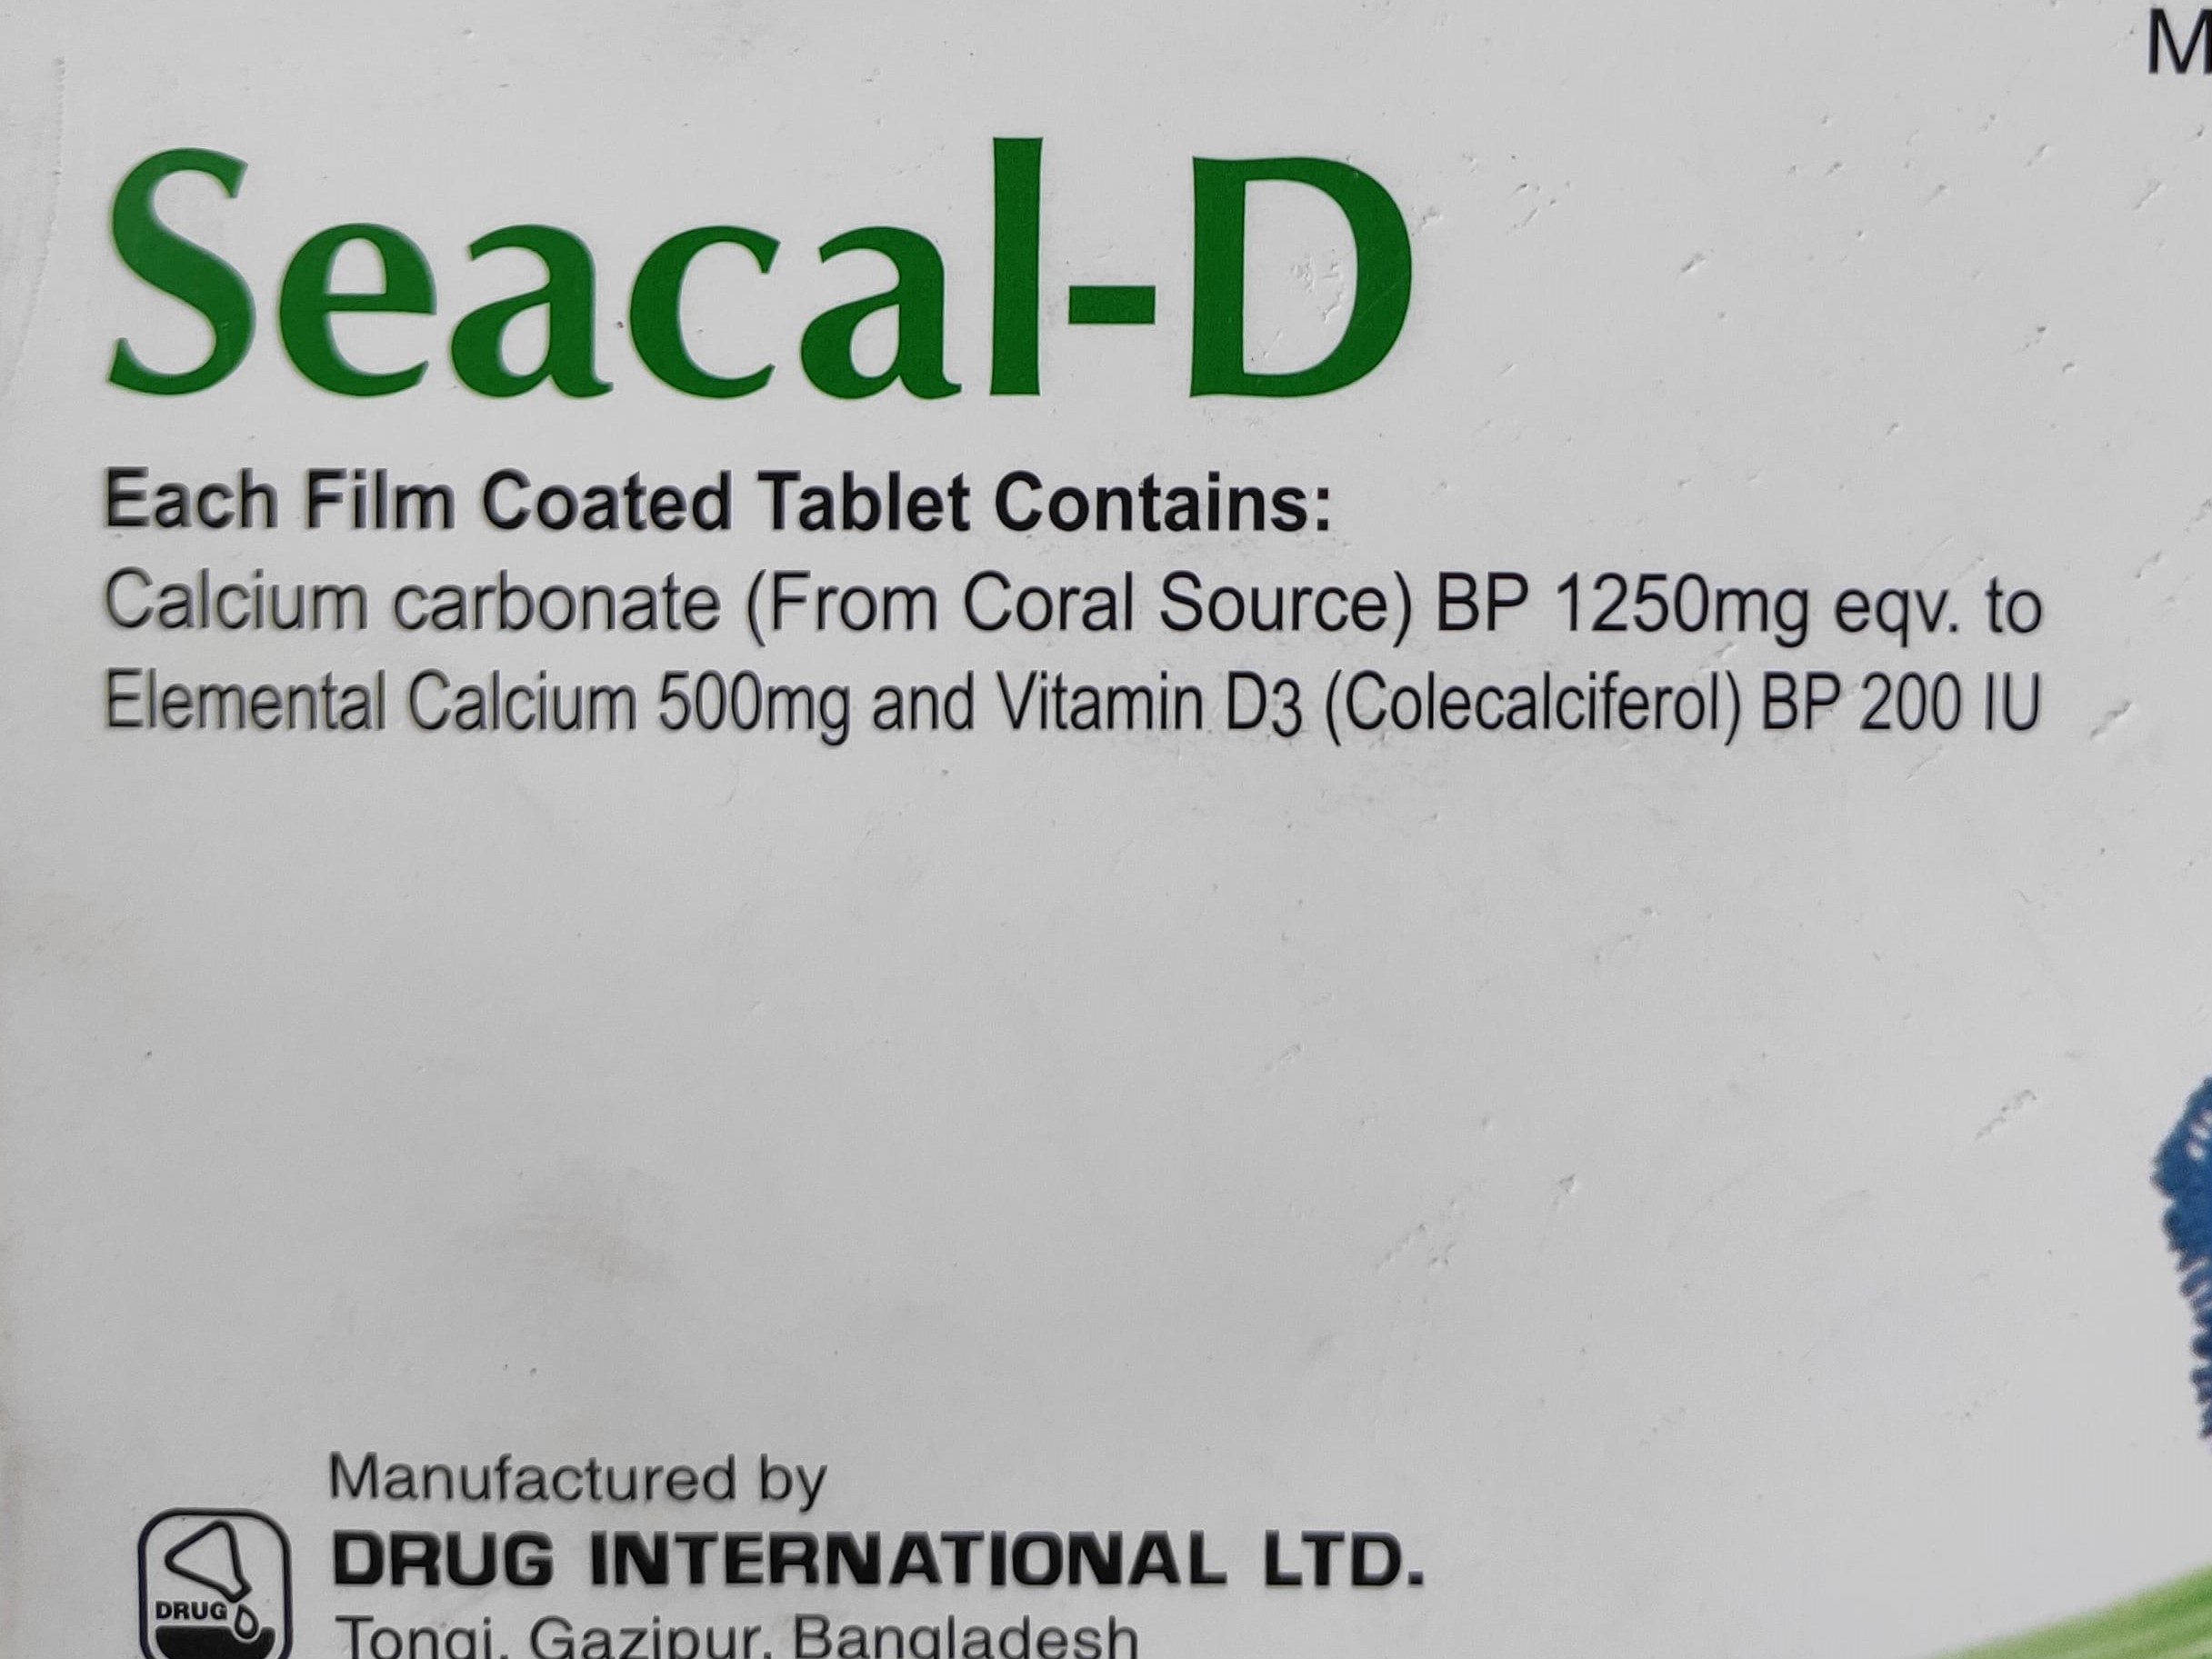 M
Seacal-D
Each Film Coated Tablet Contains:
Calcium carbonate (From Coral Source) BP 1250mg eqv. to
Elemental Calcium 500mg and Vitamin D3 (Colecalciferol) BP 200 IU
Manufactured by
DRUG INTERNATIONAL LTD.
DRUG
Tongi, Gazipur, Bangladesh